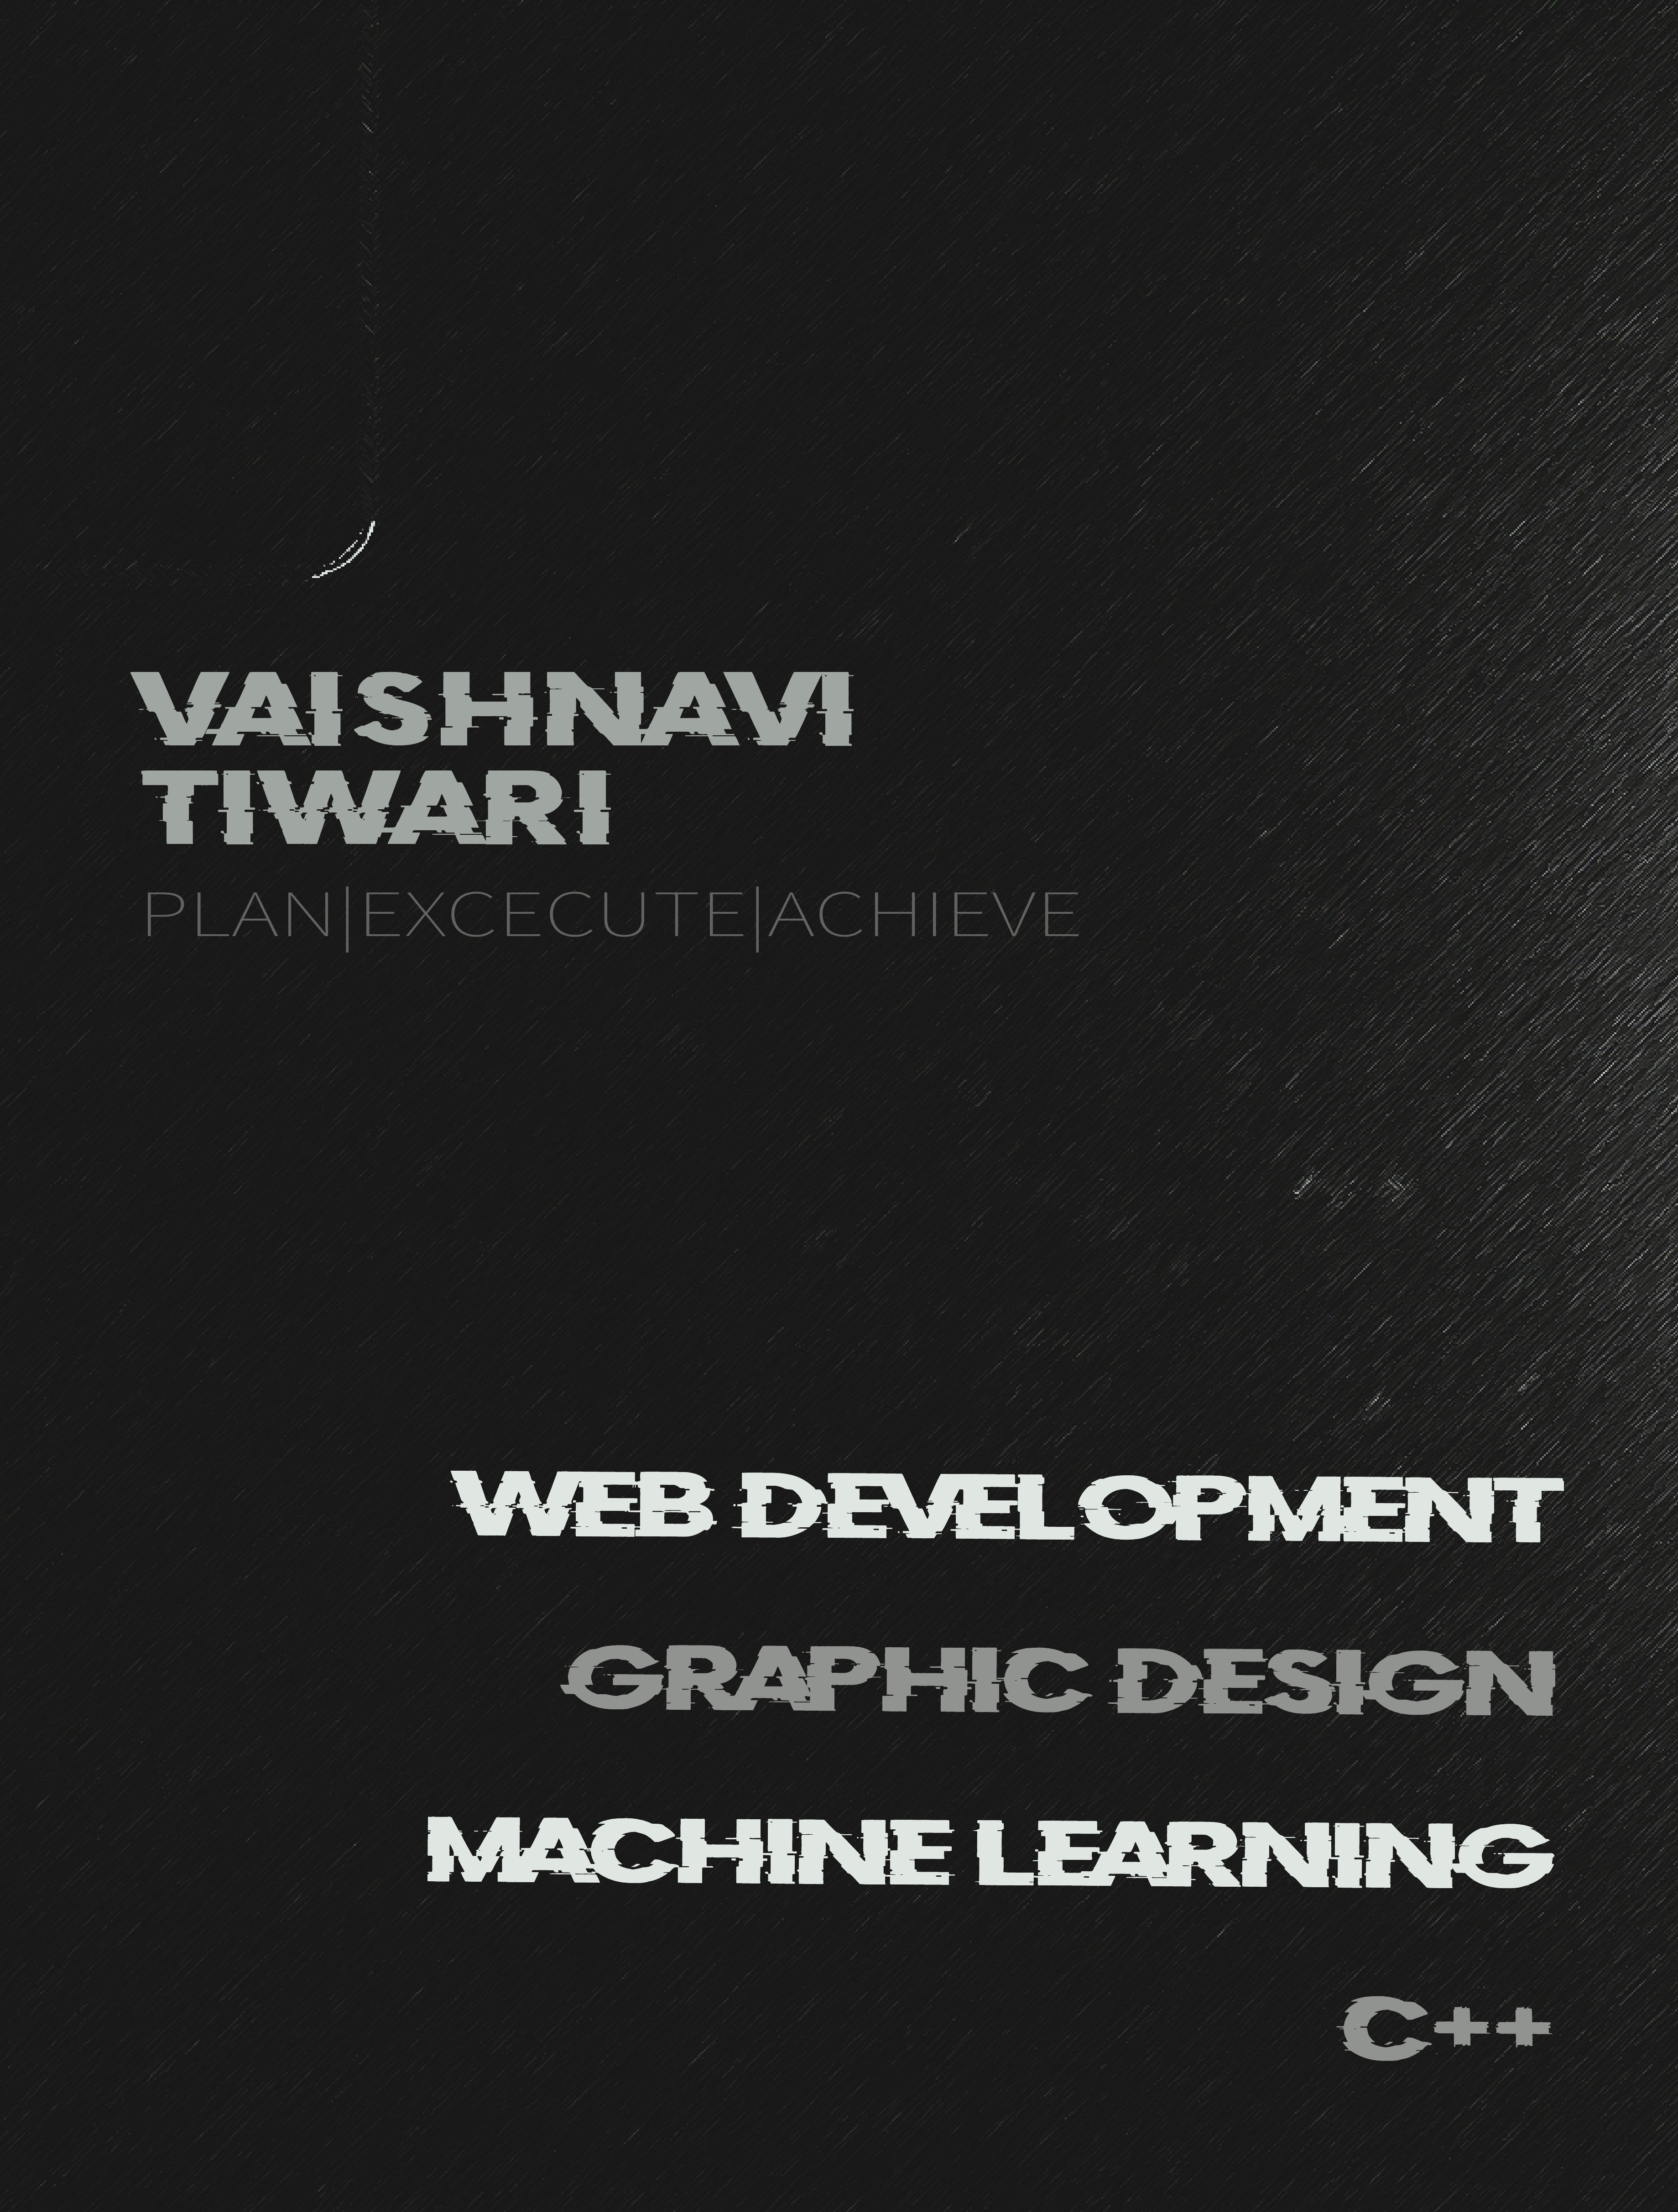 VAISHNAVI
TIWARI
PLAN|EXCECUTE|ACHIEVE
WEB DEVELOPMENT
GRAPHIC DESIGN
MACHINE LEARNING
C++